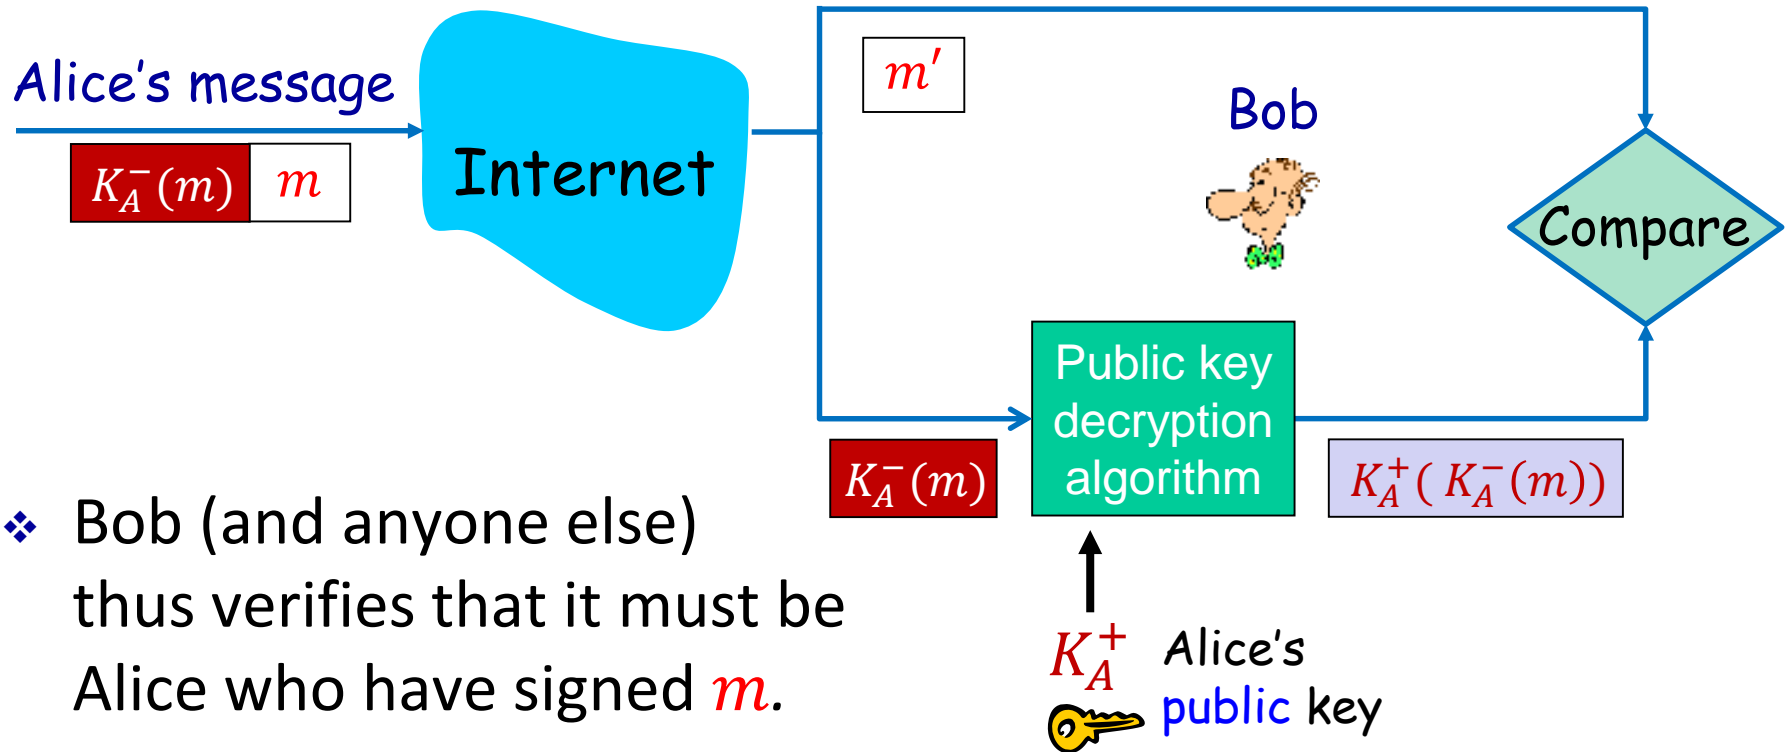 Alice's message
K_A^-(m) m
Internet
m′
Bob
Compare
Public key
decryption
algorithm
K_A^-(m)
K_A^+( K_A^-(m))
K_A^+
Alice's
public key
❖ Bob (and anyone else)
thus verifies that it must be
Alice who have signed m.